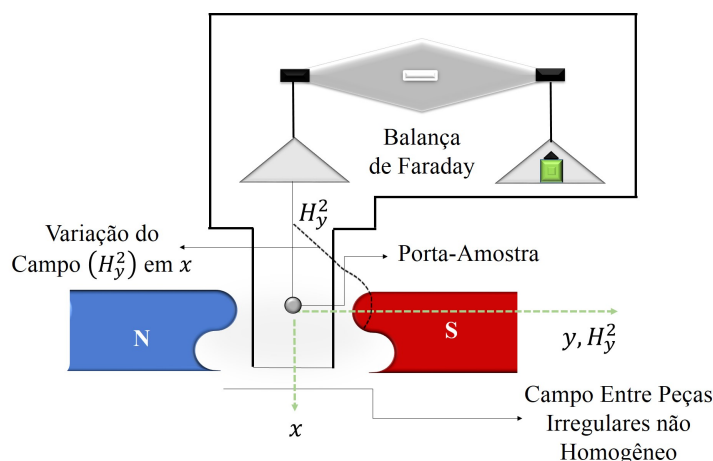 Balança
de Faraday
H_y^2
Variação do
Campo (H_y^2) em x
Porta-Amostra
N
S
y, H_y^2
x
Campo Entre Peças
Irregulares não
Homogêneo